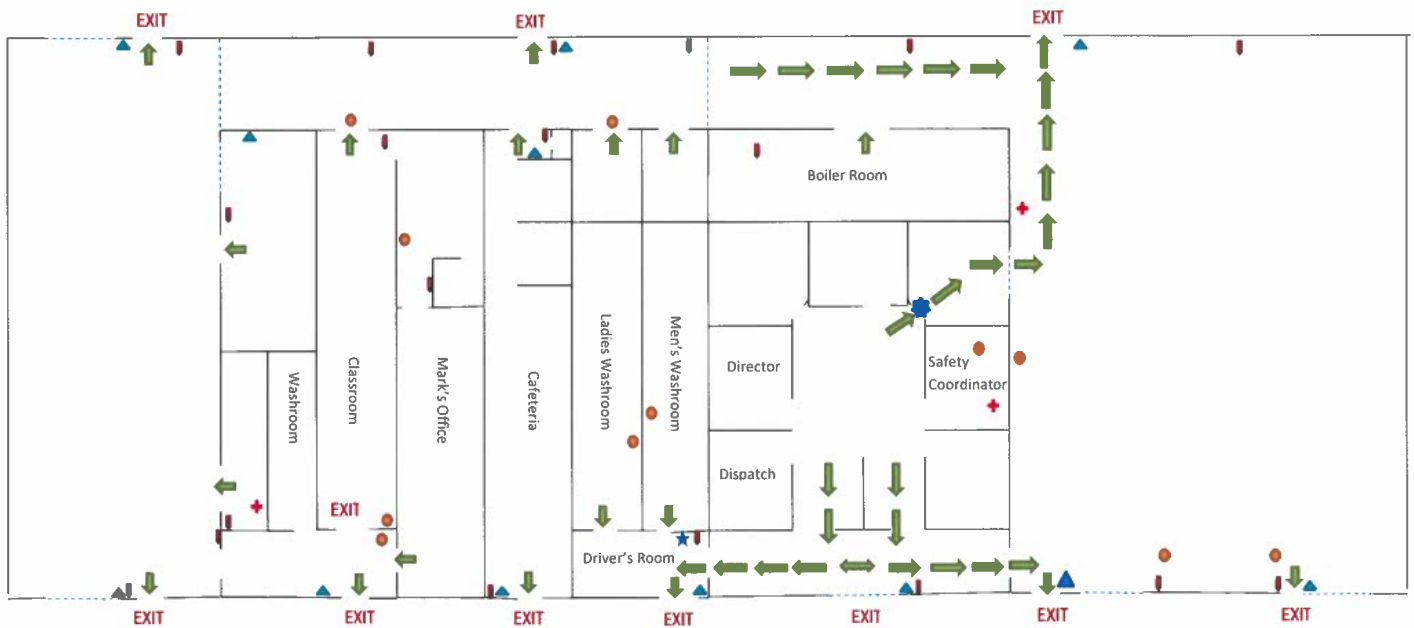 EXIT
EXIT
EXIT
Boiler Room
Washroom
Classroom
Mark's Office
Cafeteria
Ladies Washroom
Men's Washroom
Director
Safety
Coordinator
Dispatch
EXIT
Driver's Room
EXIT
EXIT
EXIT
EXIT
EXIT
EXIT
EXIT